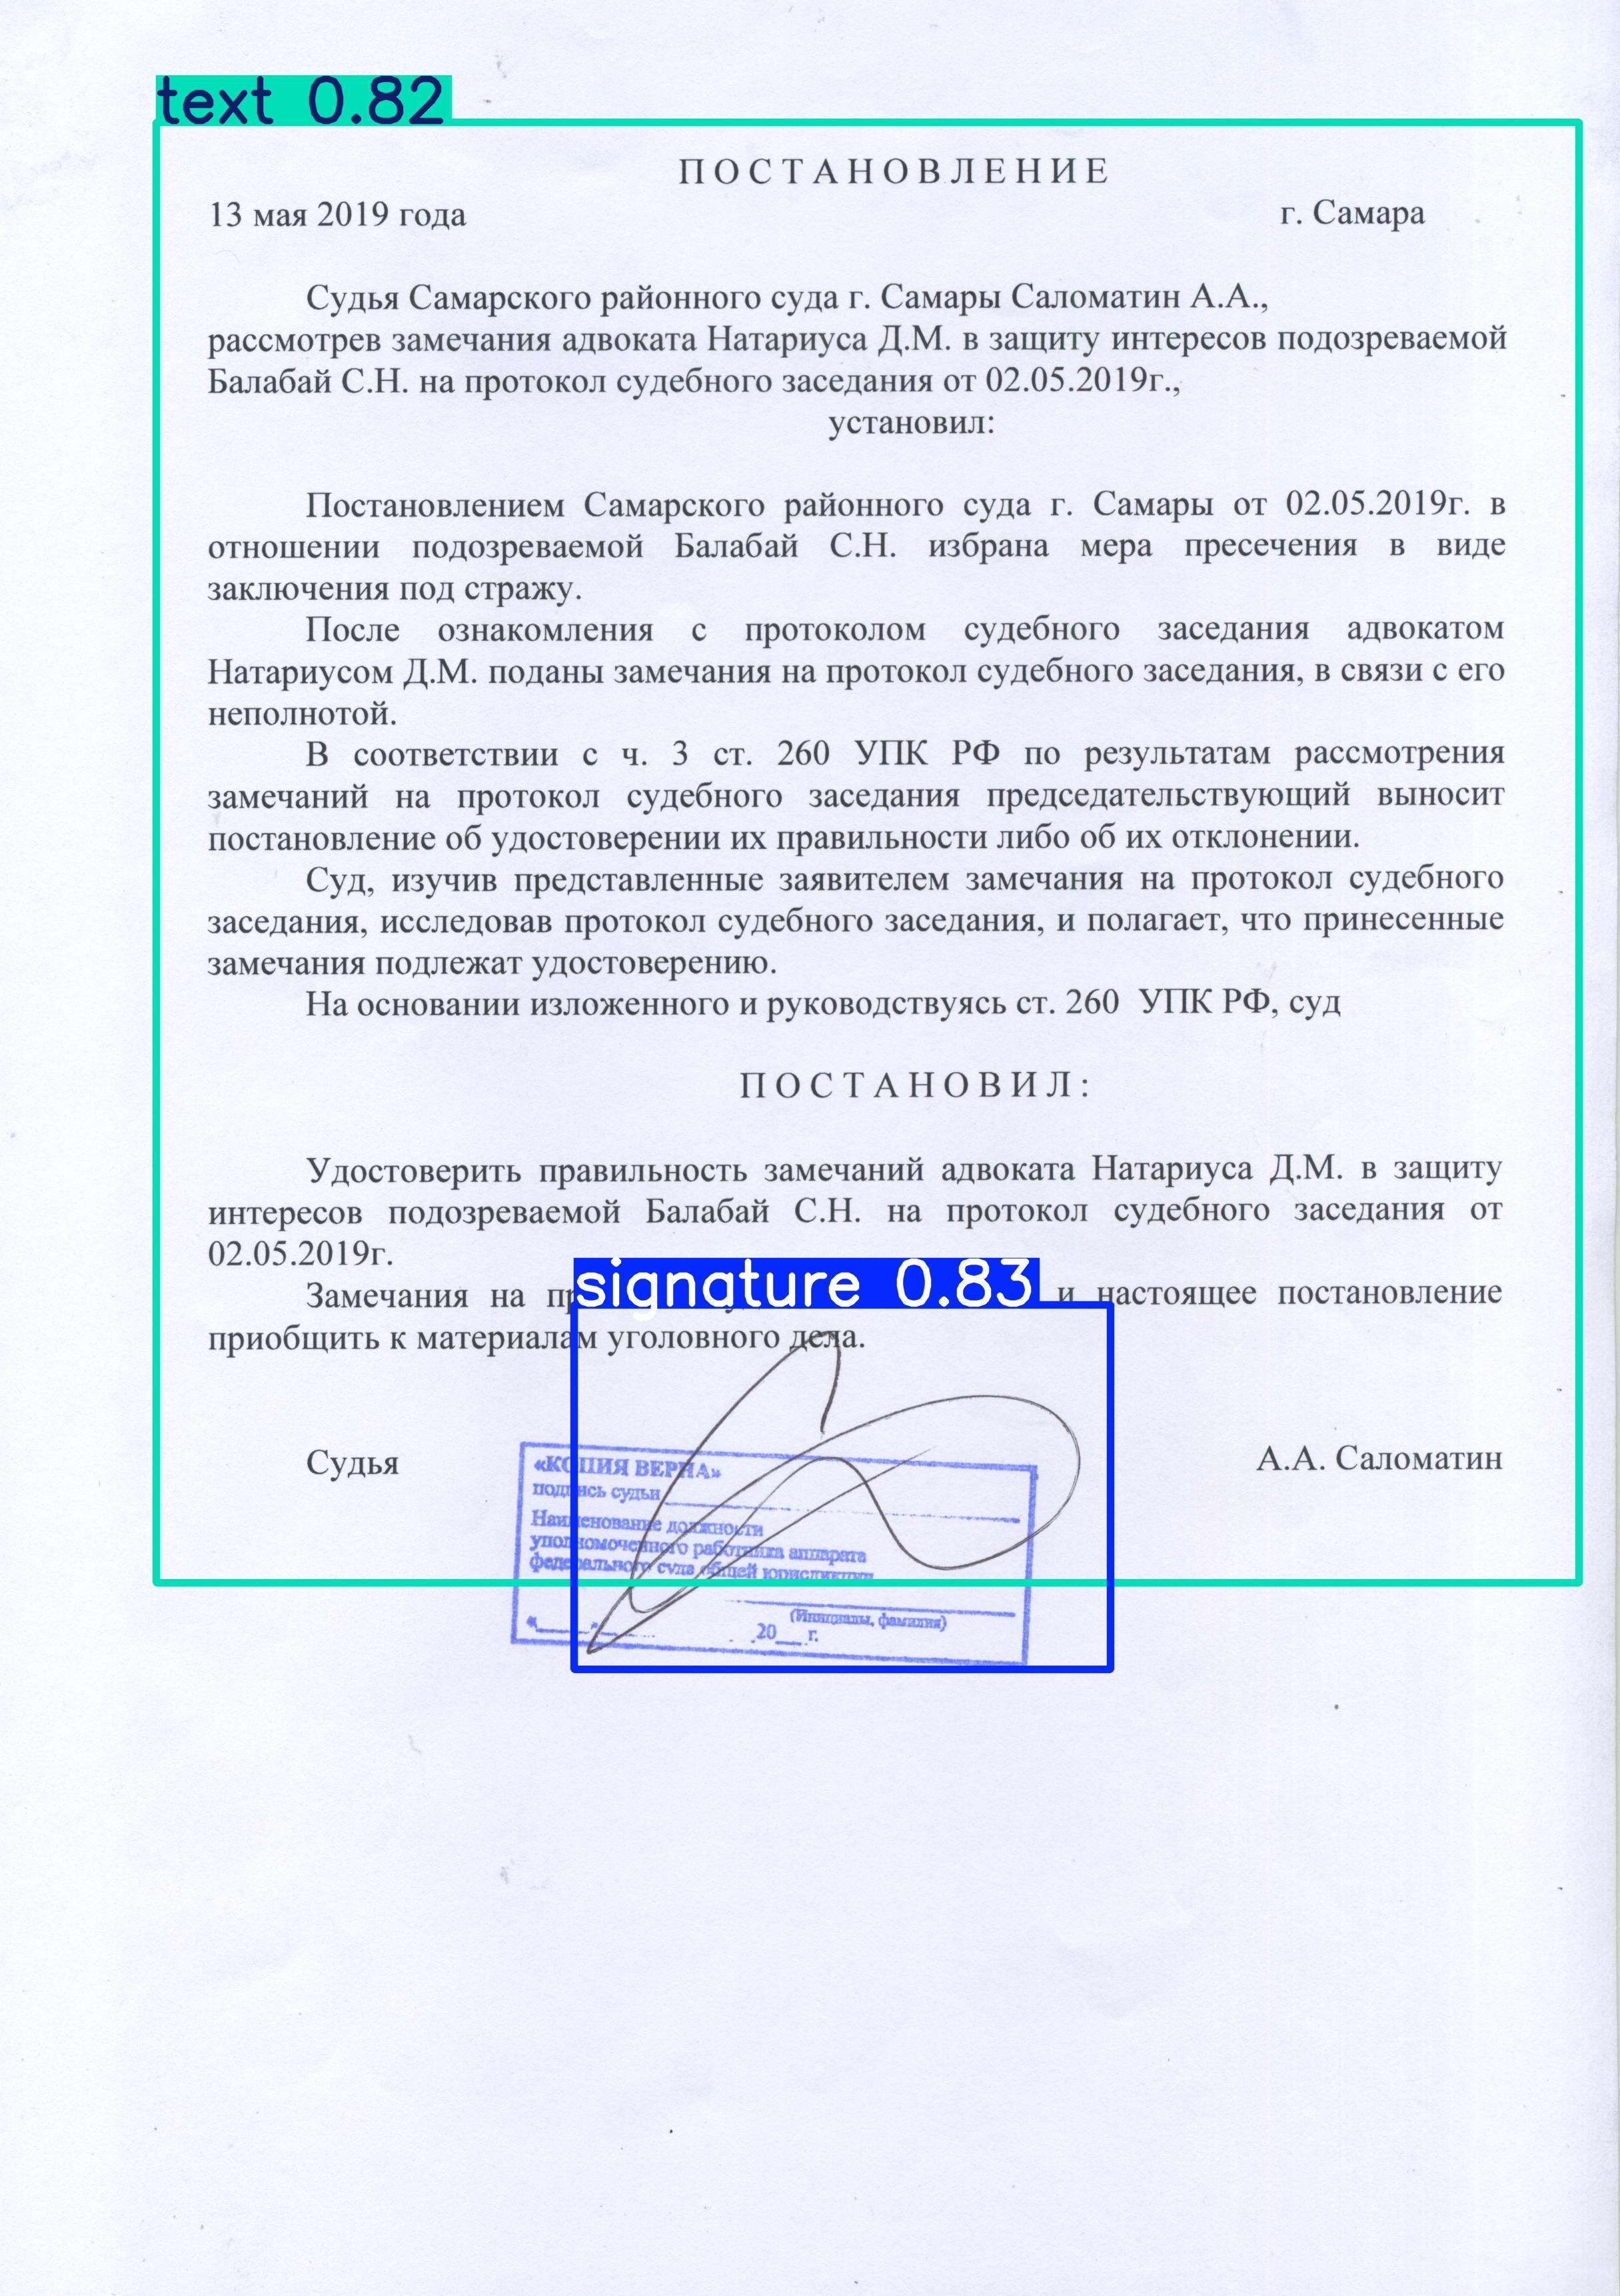 text 0.82
П О С Т А Н О В Л Е Н И Е
13 мая 2019 года г. Самара
Судья Самарского районного суда г. Самары Саломатин А.А.,
рассмотрев замечания адвоката Натариуса Д.М. в защиту интересов подозреваемой
Балабай С.Н. на протокол судебного заседания от 02.05.2019г.,
установил:
Постановлением Самарского районного суда г. Самары от 02.05.2019г. в
отношении подозреваемой Балабай С.Н. избрана мера пресечения в виде
заключения под стражу.
После ознакомления с протоколом судебного заседания адвокатом
Натариусом Д.М. поданы замечания на протокол судебного заседания, в связи с его
неполнотой.
В соответствии с ч. 3 ст. 260 УПК РФ по результатам рассмотрения
замечаний на протокол судебного заседания председательствующий выносит
постановление об удостоверении их правильности либо об их отклонении.
Суд, изучив представленные заявителем замечания на протокол судебного
заседания, исследовав протокол судебного заседания, и полагает, что принесенные
замечания подлежат удостоверению.
На основании изложенного и руководствуясь ст. 260 УПК РФ, суд
П О С Т А Н О В И Л :
Удостоверить правильность замечаний адвоката Натариуса Д.М. в защиту
интересов подозреваемой Балабай С.Н. на протокол судебного заседания от
02.05.2019г.
signature 0.83
Замечания на и настоящее постановление
приобщить к материалам уголовного дела.
Судья А.А. Саломатин
«КОПИЯ ВЕРНА»
подпись судьи
Наименование должности
уполномоченного работника аппарата
федерального суда общей юрисдикции
(Инициалы, фамилия)
« » 20 г.